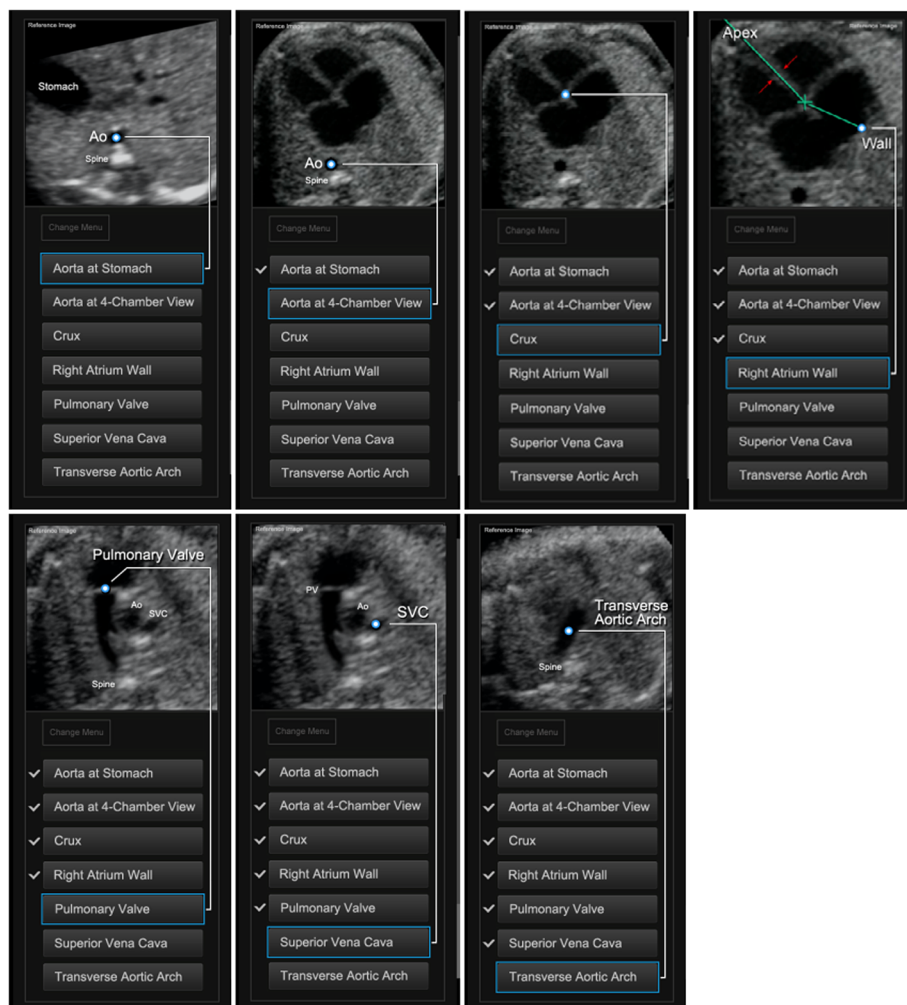 Reference Image
Stomach
Ao
Spine
Change Menu
Aorta at Stomach
Aorta at 4-Chamber View
Crux
Right Atrium Wall
Pulmonary Valve
Superior Vena Cava
Transverse Aortic Arch
Reference Image
Ao
Spine
Change Menu
Aorta at Stomach
Aorta at 4-Chamber View
Crux
Right Atrium Wall
Pulmonary Valve
Superior Vena Cava
Transverse Aortic Arch
Reference Image
Change Menu
Aorta at Stomach
Aorta at 4-Chamber View
Crux
Right Atrium Wall
Pulmonary Valve
Superior Vena Cava
Transverse Aortic Arch
Reference Image
Apex
Wall
Change Menu
Aorta at Stomach
Aorta at 4-Chamber View
Crux
Right Atrium Wall
Pulmonary Valve
Superior Vena Cava
Transverse Aortic Arch
Reference Image
Pulmonary Valve
Ao
SVC
Spine
Change Menu
Aorta at Stomach
Aorta at 4-Chamber View
Crux
Right Atrium Wall
Pulmonary Valve
Superior Vena Cava
Transverse Aortic Arch
Reference Image
PV
Ao
SVC
Change Menu
Aorta at Stomach
Aorta at 4-Chamber View
Crux
Right Atrium Wall
Pulmonary Valve
Superior Vena Cava
Transverse Aortic Arch
Reference Image
Transverse
Aortic Arch
Spine
Change Menu
Aorta at Stomach
Aorta at 4-Chamber View
Crux
Right Atrium Wall
Pulmonary Valve
Superior Vena Cava
Transverse Aortic Arch